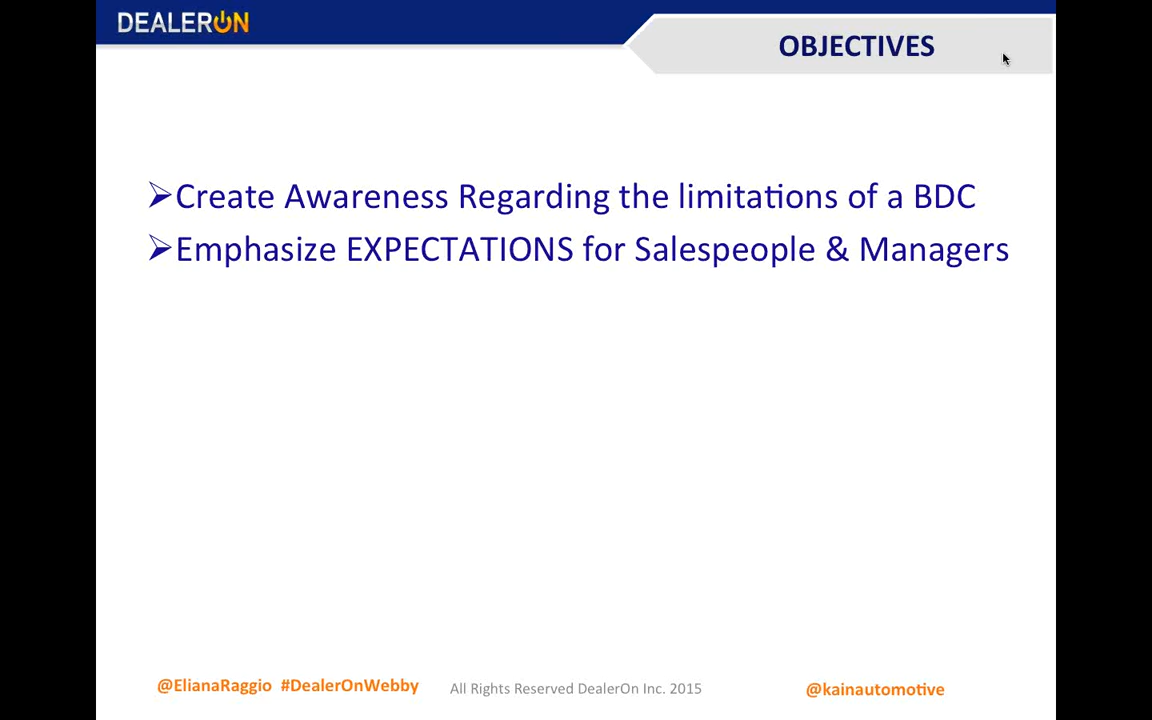 DEALERON
OBJECTIVES
➢Create Awareness Regarding the limitations of a BDC
➢Emphasize EXPECTATIONS for Salespeople & Managers
@ElianaRaggio #DealerOnWebby
All Rights Reserved DealerOn Inc. 2015
@kainautomotive